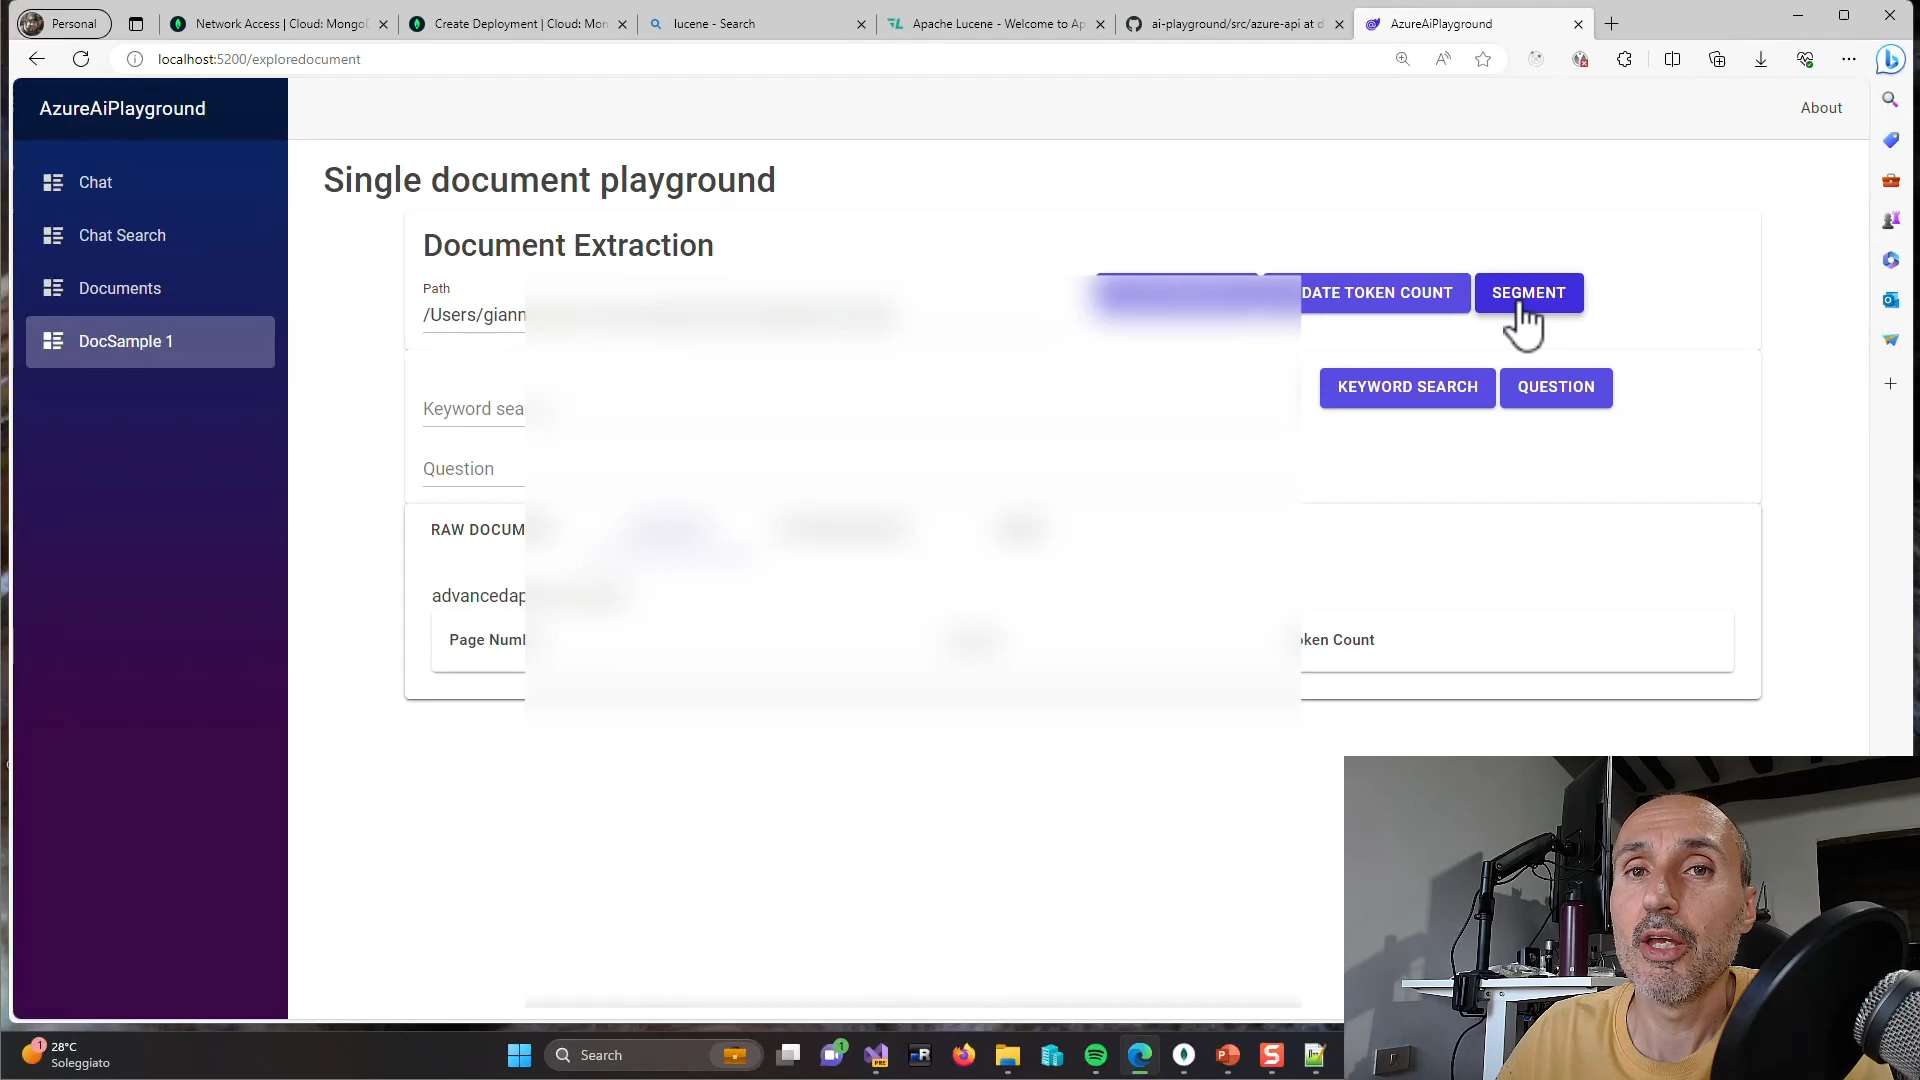 Personal
Network Access | Cloud: MongoD
Create Deployment | Cloud: Mon
lucene - Search
Apache Lucene - Welcome to Ap
ai-playground/src/azure-api at d
AzureAiPlayground
localhost:5200/exploredocument
AzureAiPlayground
About
Chat
Chat Search
Documents
DocSample 1
Single document playground
Document Extraction
Path
/Users/giann
DATE TOKEN COUNT
SEGMENT
Keyword sea
KEYWORD SEARCH
QUESTION
Question
RAW DOCUM
advancedap
Page Num
oken Count
28°C
Soleggiato
Search